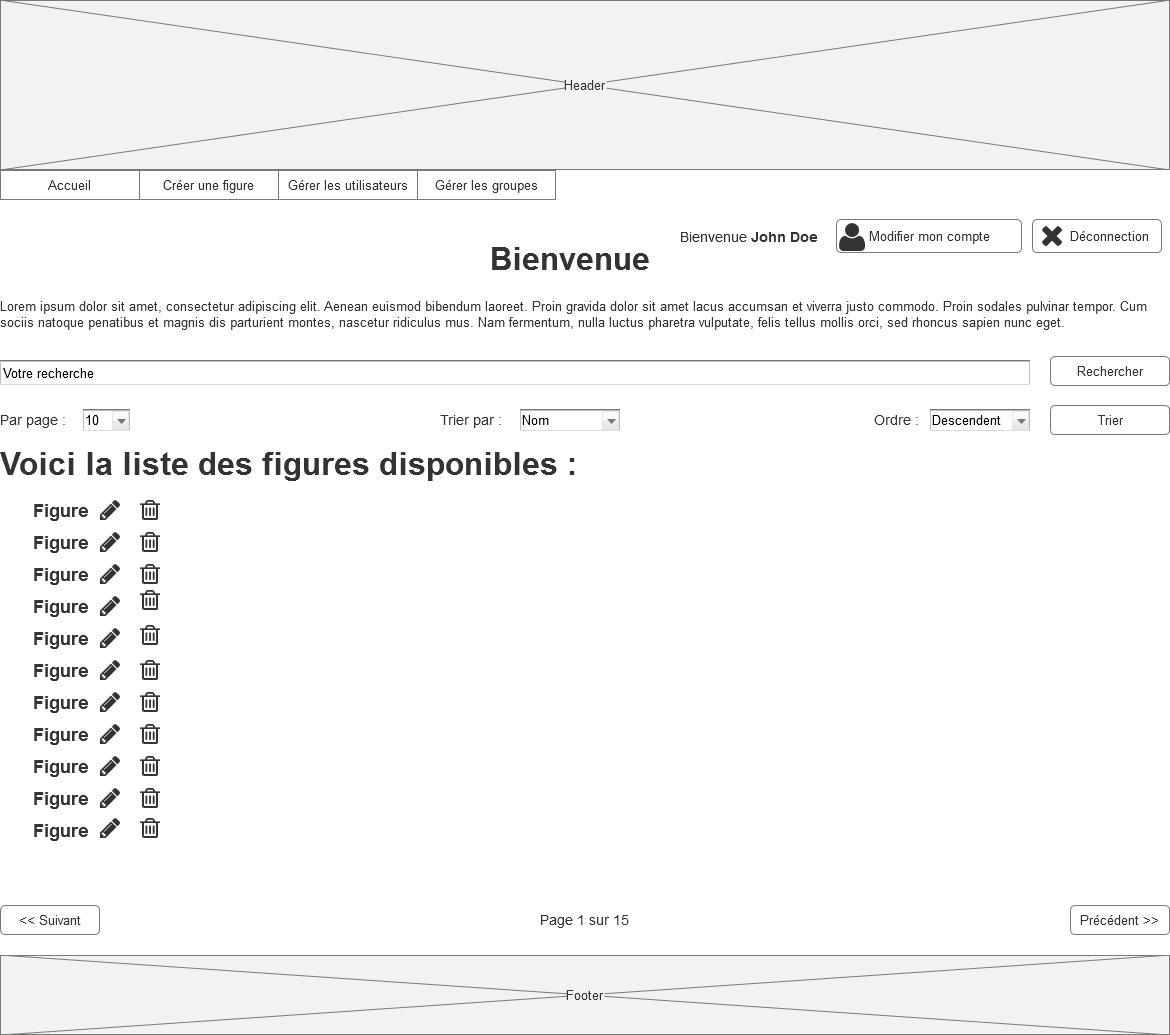 Header
Accueil Créer une figure Gérer les utilisateurs Gérer les groupes
Bienvenue John Doe Modifier mon compte Déconnection
Bienvenue
Lorem ipsum dolor sit amet, consectetur adipiscing elit. Aenean euismod bibendum laoreet. Proin gravida dolor sit amet lacus accumsan et viverra justo commodo. Proin sodales pulvinar tempor. Cum
sociis natoque penatibus et magnis dis parturient montes, nascetur ridiculus mus. Nam fermentum, nulla luctus pharetra vulputate, felis tellus mollis orci, sed rhoncus sapien nunc eget.
Votre recherche Rechercher
Par page : 10 Trier par : Nom Ordre : Descendent Trier
Voici la liste des figures disponibles :
Figure
Figure
Figure
Figure
Figure
Figure
Figure
Figure
Figure
Figure
Figure
<< Suivant Page 1 sur 15 Précédent >>
Footer